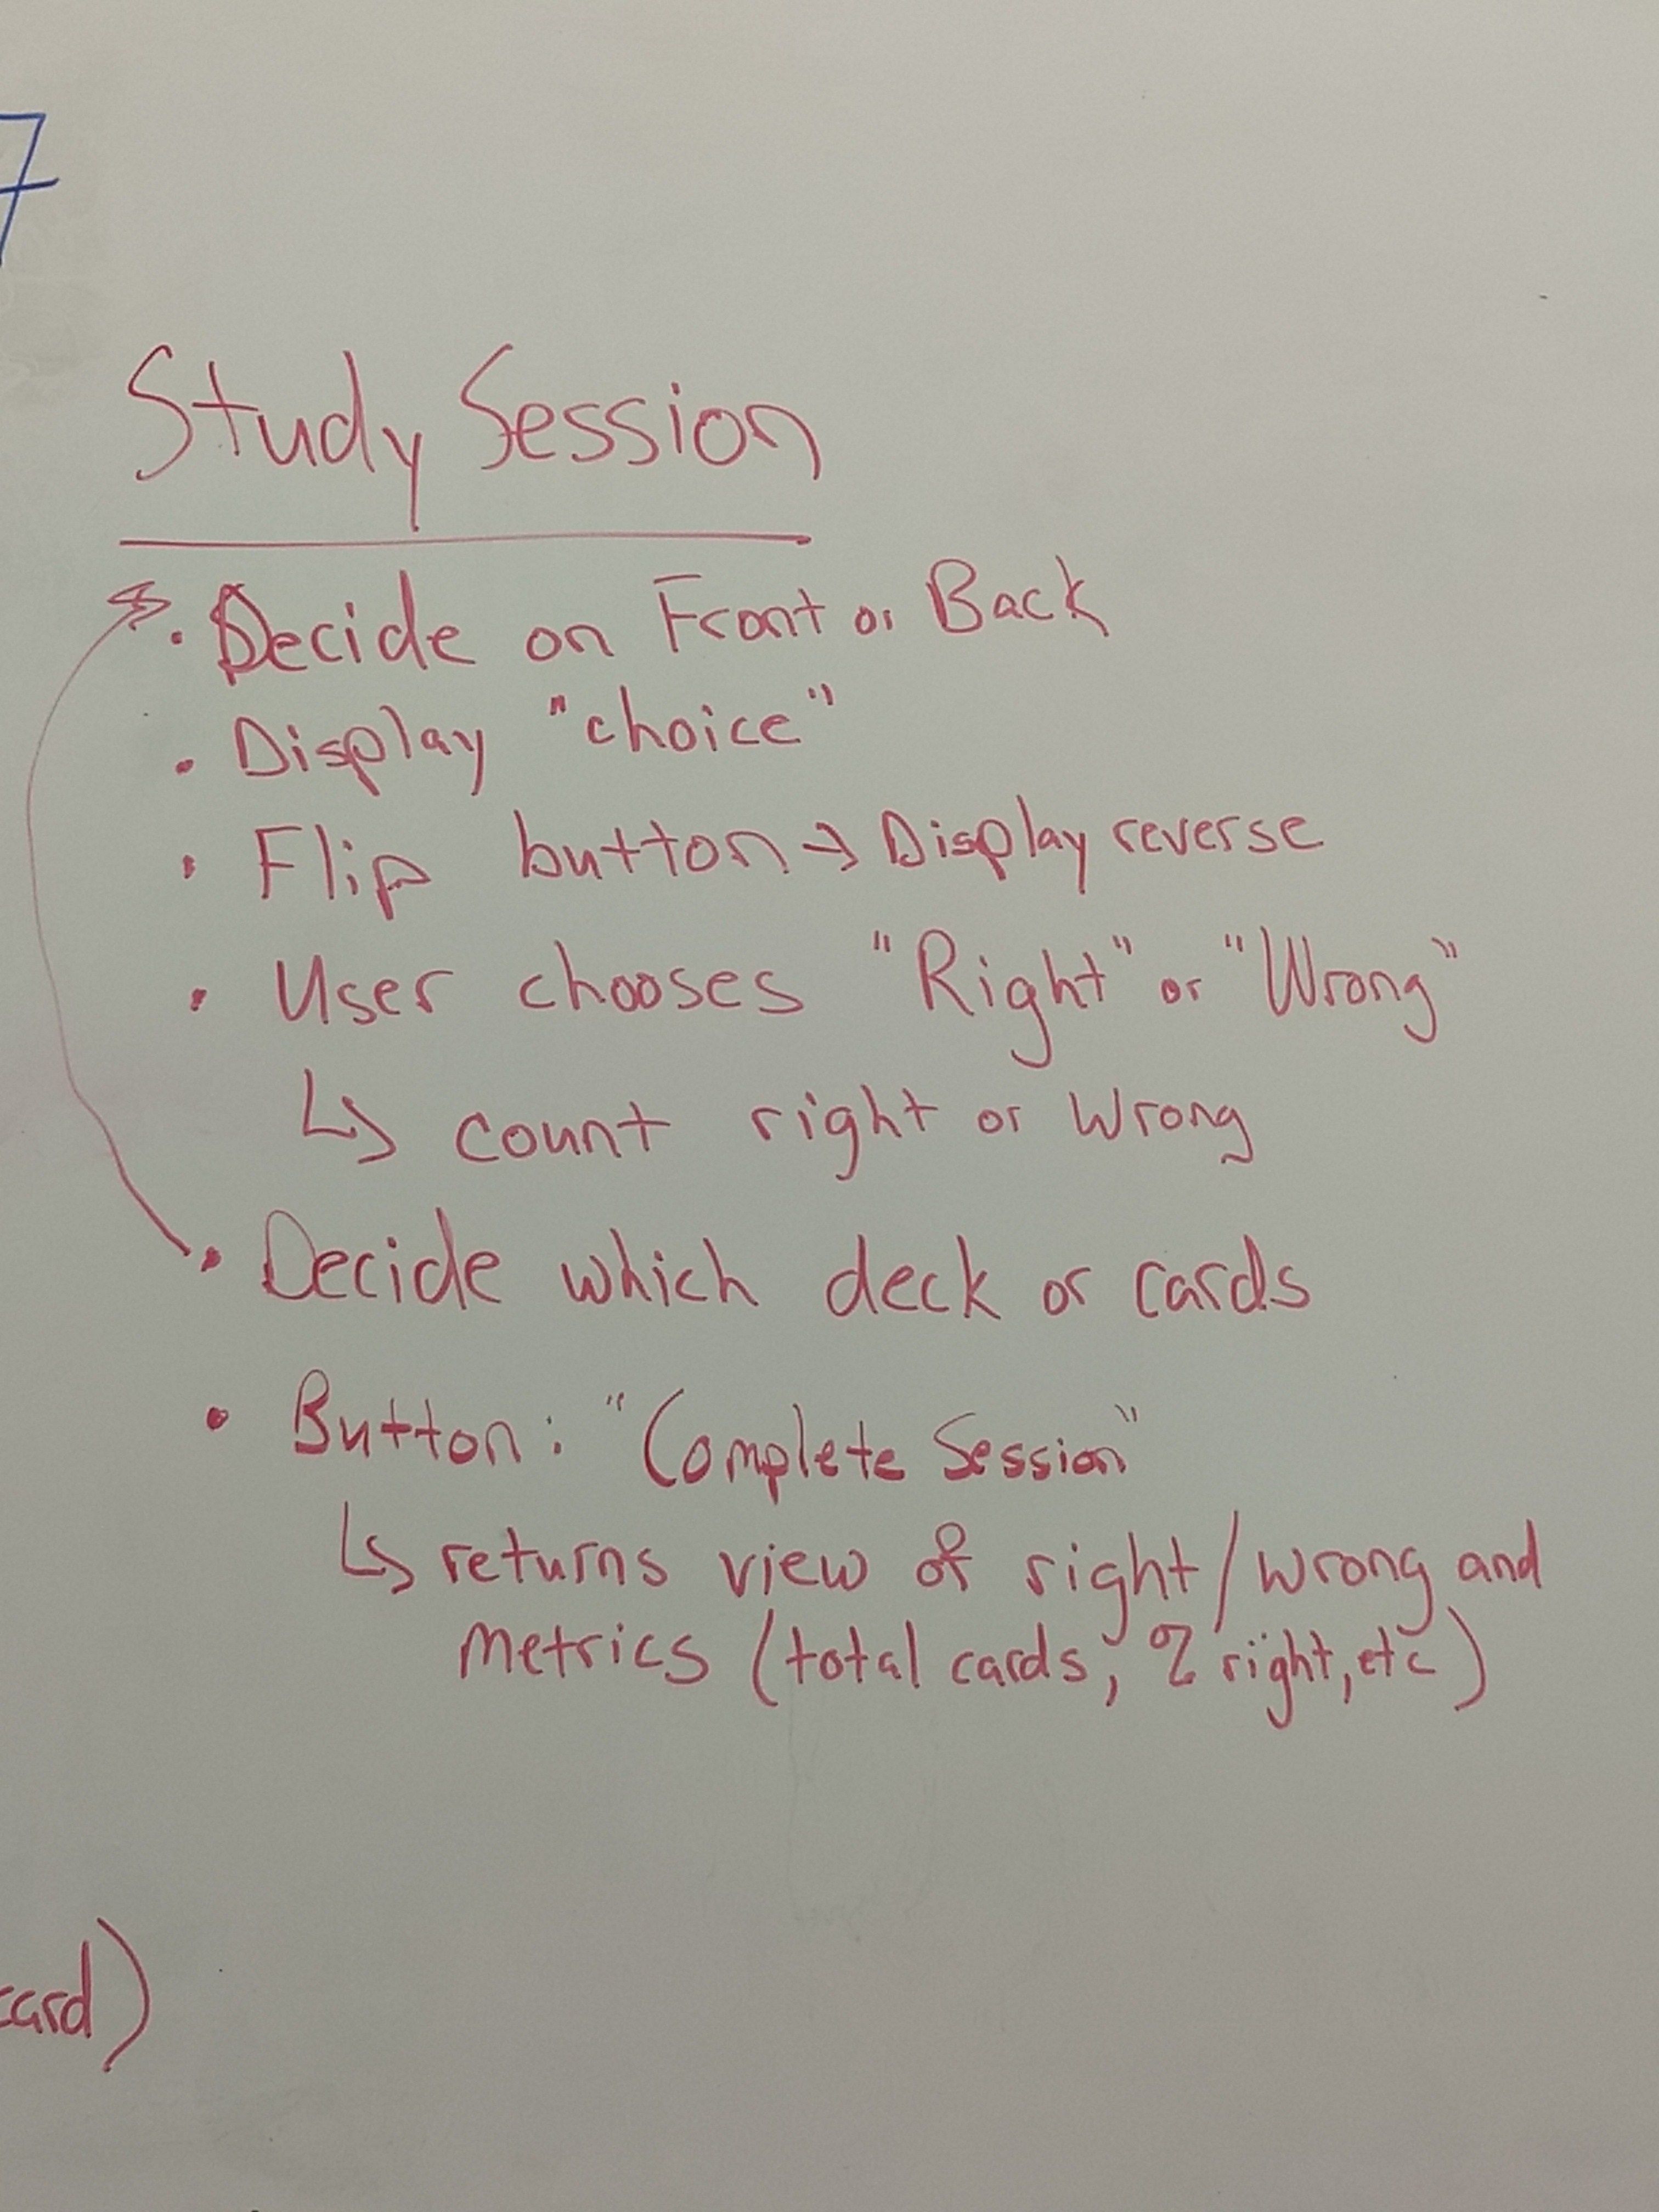 7
Study Session
• Decide on Front or Back
• Display "choice"
• Flip button → Display reverse
• User chooses "Right" or "Wrong"
↳ count right or wrong
• Decide which deck or cards
• Button: "Complete Session"
↳ returns view of right/wrong and
metrics (total cards, % right, etc)
card)